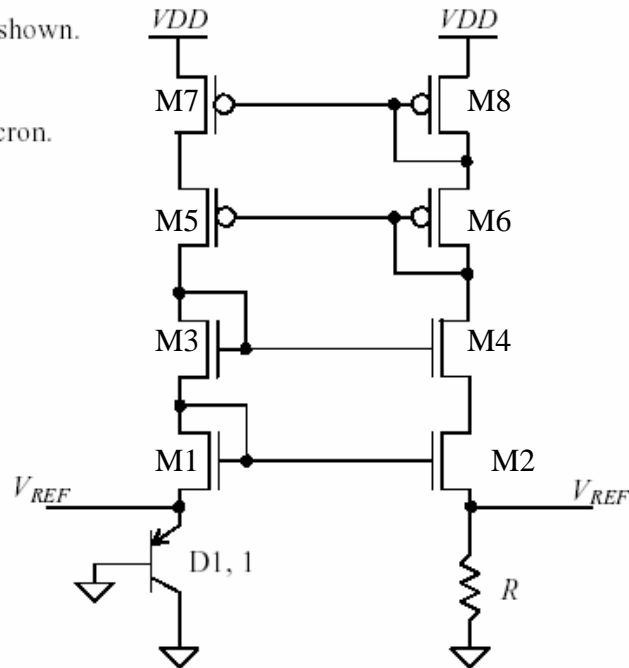 shown.
VDD VDD
M7 M8
cron.
M5 M6
M3 M4
M1 M2
VREF VREF
D1, 1 R